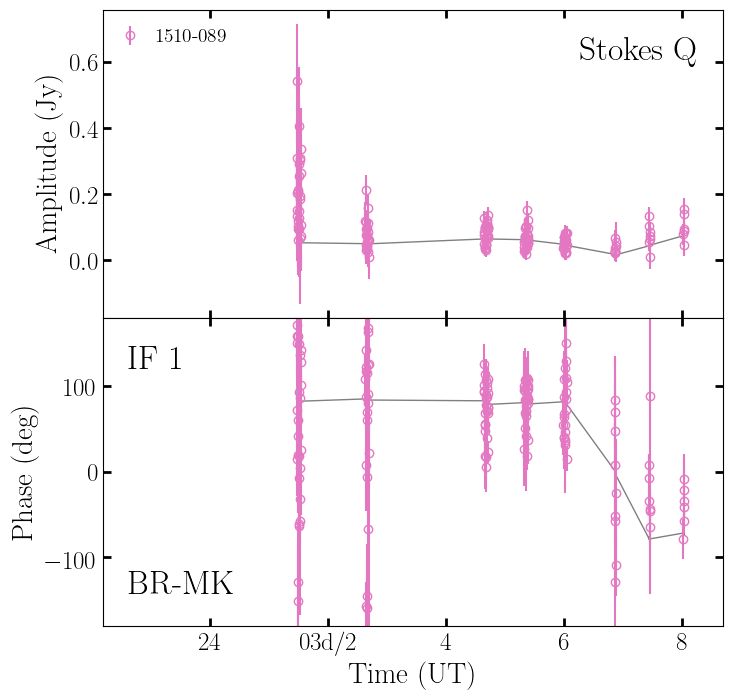 1510-089
Stokes Q
Amplitude (Jy)
0.6
0.4
0.2
0.0
IF 1
Phase (deg)
100
0
−100
BR-MK
24
03d/2
4
6
8
Time (UT)